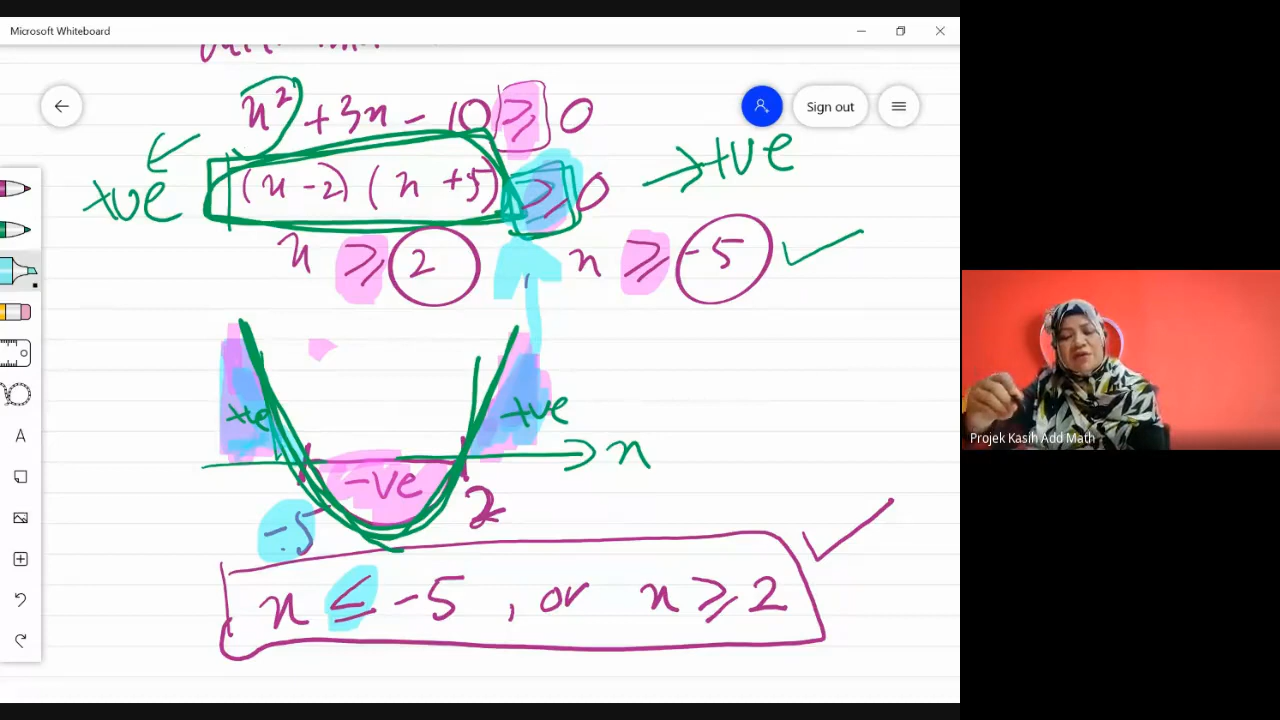 Microsoft Whiteboard
Sign out
x² + 3x - 10 ≥ 0
(x - 2) (x + 5) ≥ 0
→ +ve
+ve
x ≥ 2 x ≥ -5 ✓
+ve
+ve
-ve
x
-5
2
x ≤ -5 , or x ≥ 2 ✓
Projek Kasih Add Math